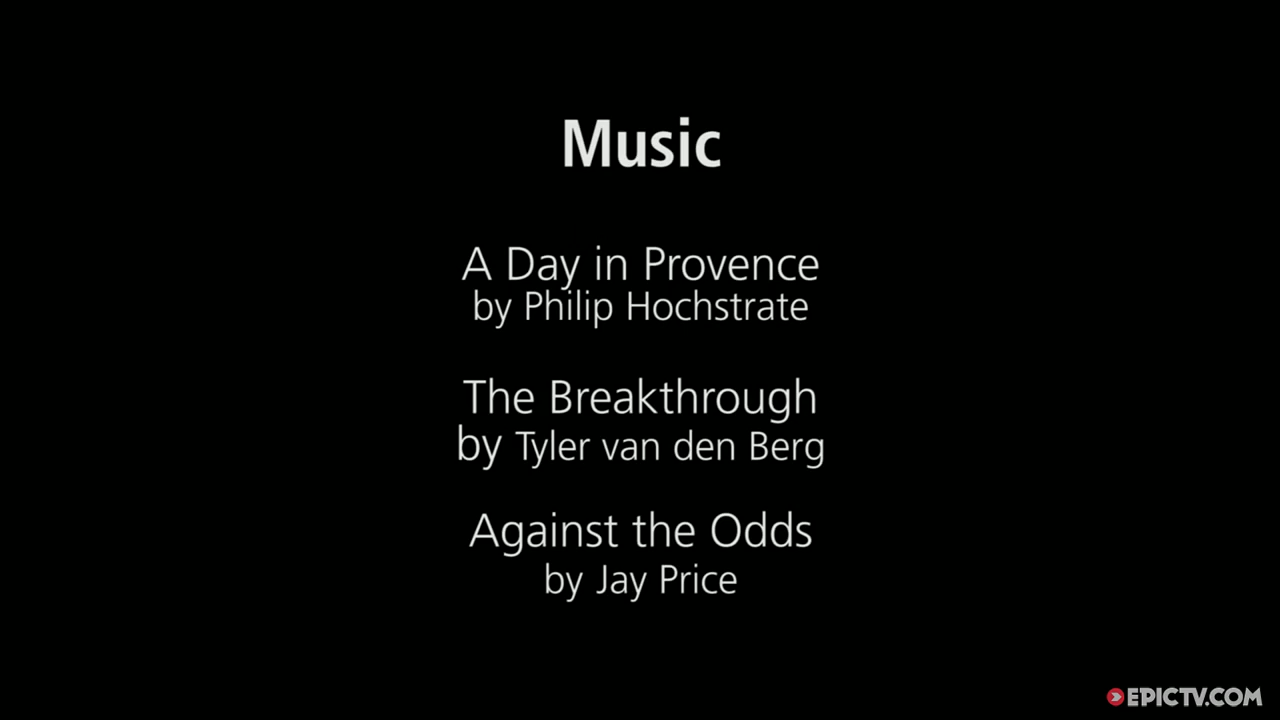 Music
A Day in Provence
by Philip Hochstrate
The Breakthrough
by Tyler van den Berg
Against the Odds
by Jay Price
EPICTV.COM